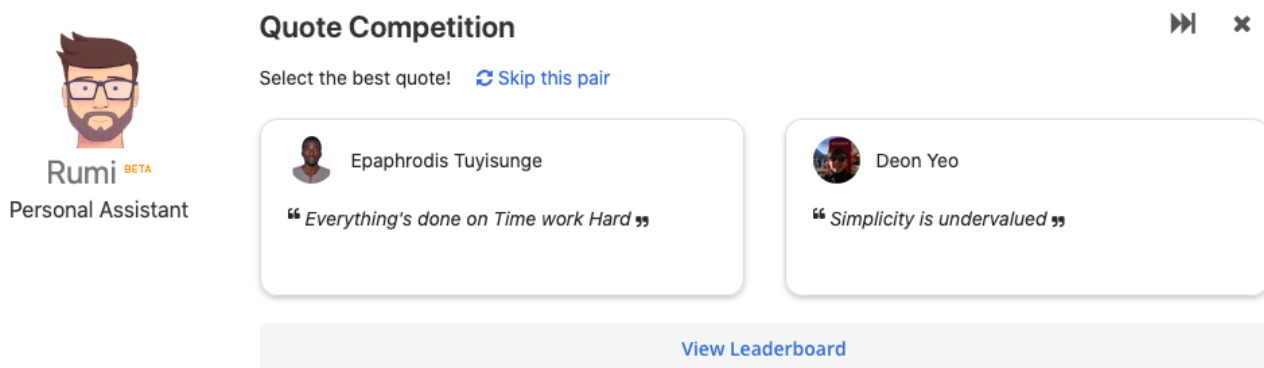 Quote Competition
Select the best quote! Skip this pair
Rumi BETA
Personal Assistant
Epaphrodis Tuyisunge
“ Everything's done on Time work Hard ”
Deon Yeo
“ Simplicity is undervalued ”
View Leaderboard